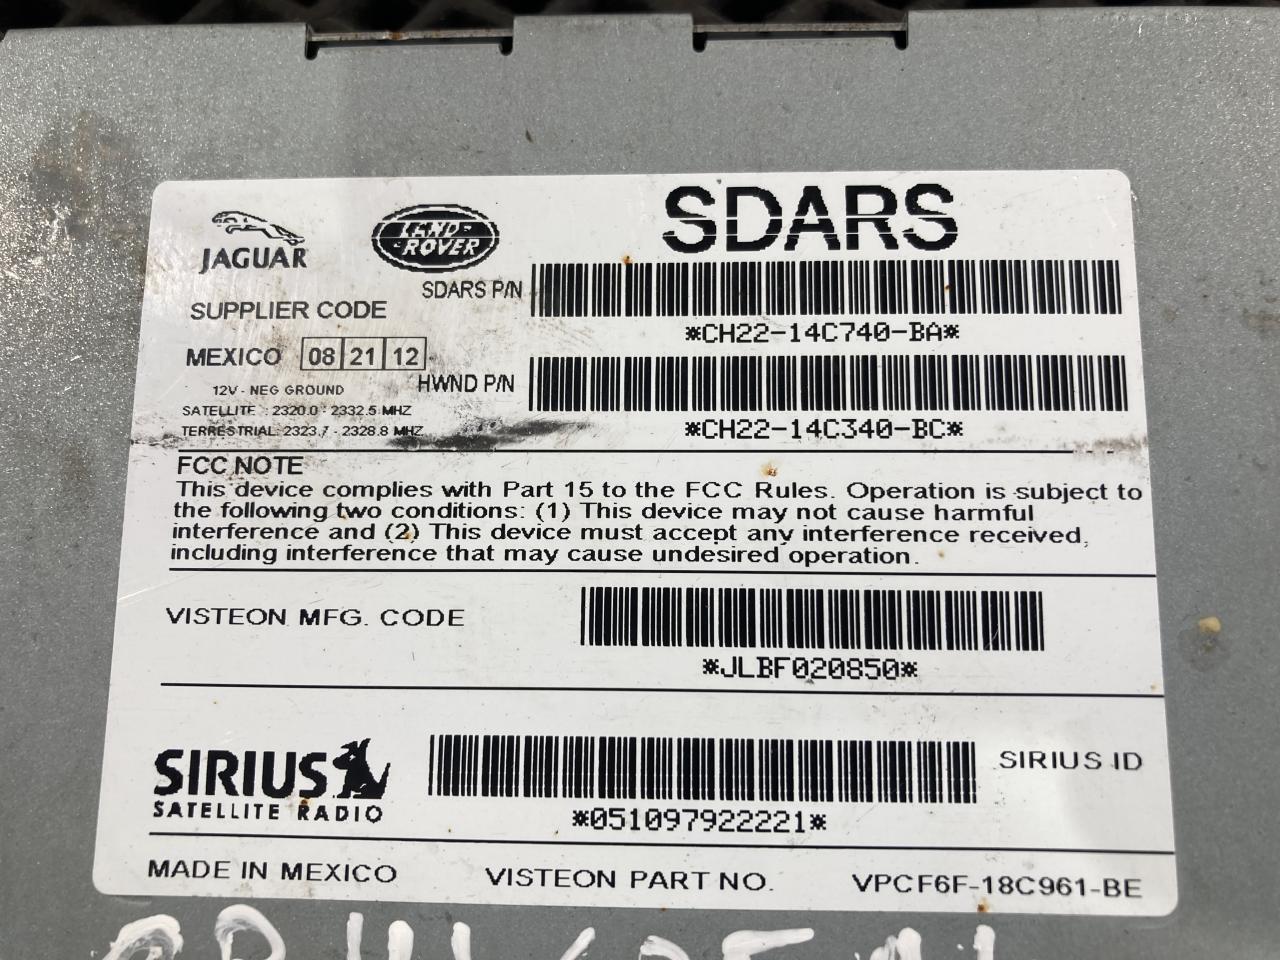 JAGUAR
LAND-
-ROVER
SDARS
SDARS P/N
*CH22-14C740-BA*
SUPPLIER CODE
MEXICO 08 21 12
HWND P/N
*CH22-14C340-BC*
12V - NEG GROUND
SATELLITE : 2320.0 - 2332.5 MHZ
TERRESTRIAL: 2323.7 - 2328.8 MHZ
FCC NOTE
This device complies with Part 15 to the FCC Rules. Operation is subject to
the following two conditions: (1) This device may not cause harmful
interference and (2) This device must accept any interference received,
including interference that may cause undesired operation.
VISTEON MFG. CODE
*JLBF020850*
SIRIUS
SATELLITE RADIO
*051097922221*
SIRIUS ID
MADE IN MEXICO
VISTEON PART NO.
VPCF6F-18C961-BE